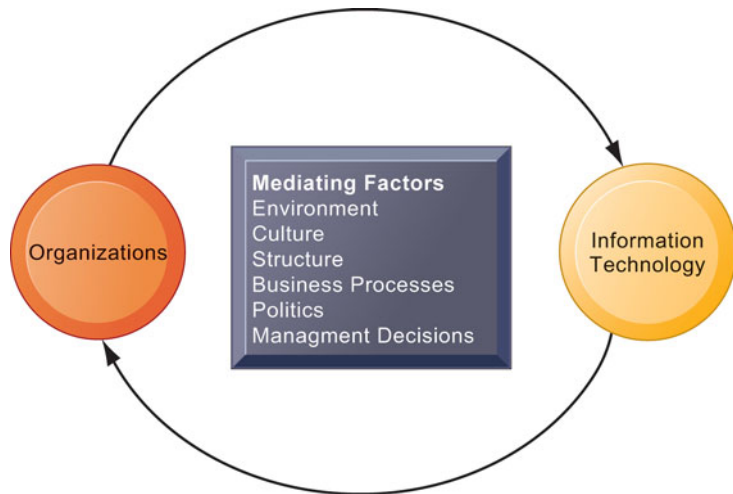 Organizations
Mediating Factors
Environment
Culture
Structure
Business Processes
Politics
Managment Decisions
Information
Technology